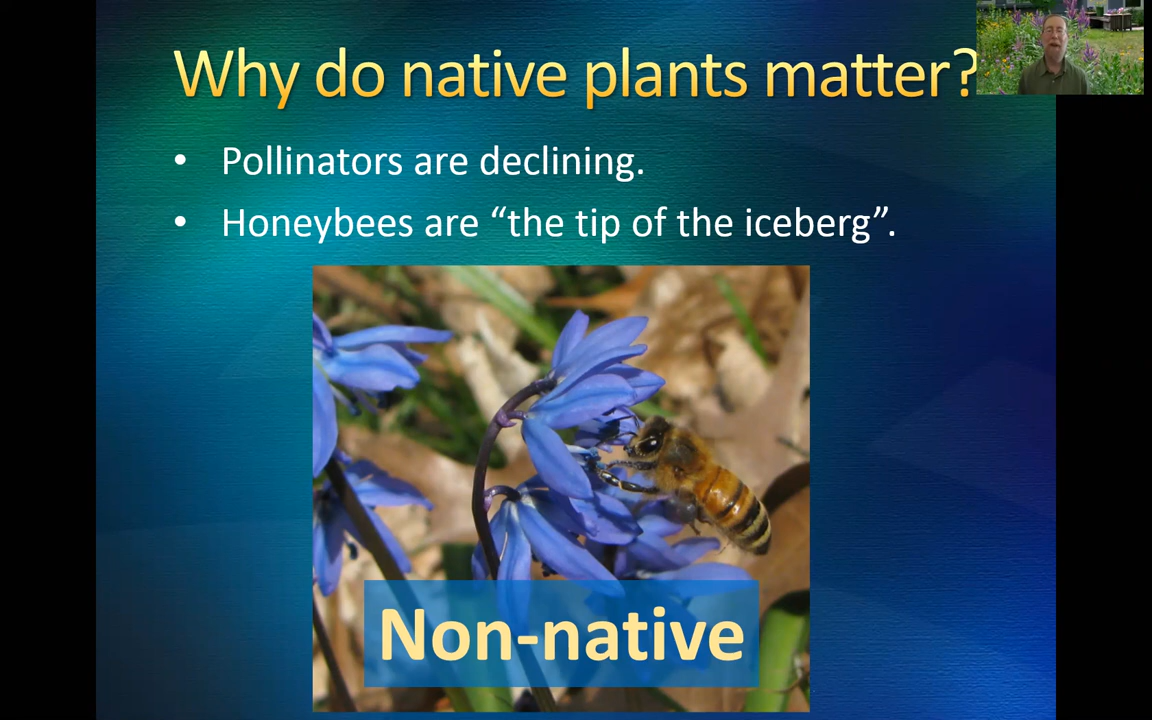 Why do native plants matter?
• Pollinators are declining.
• Honeybees are “the tip of the iceberg”.
Non-native